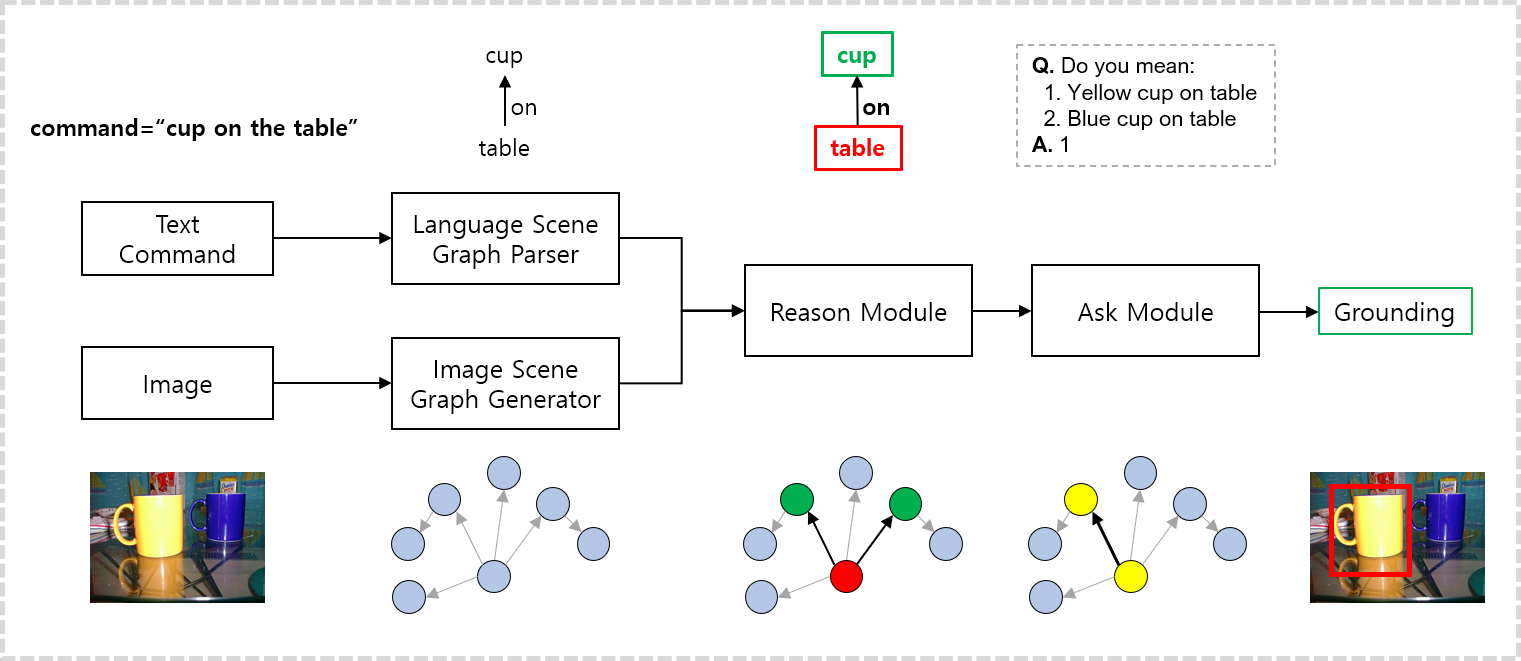 cup
on
table
command=“cup on the table”
cup
on
table
Q. Do you mean:
1. Yellow cup on table
2. Blue cup on table
A. 1
Text
Command
Language Scene
Graph Parser
Image
Image Scene
Graph Generator
Reason Module
Ask Module
Grounding